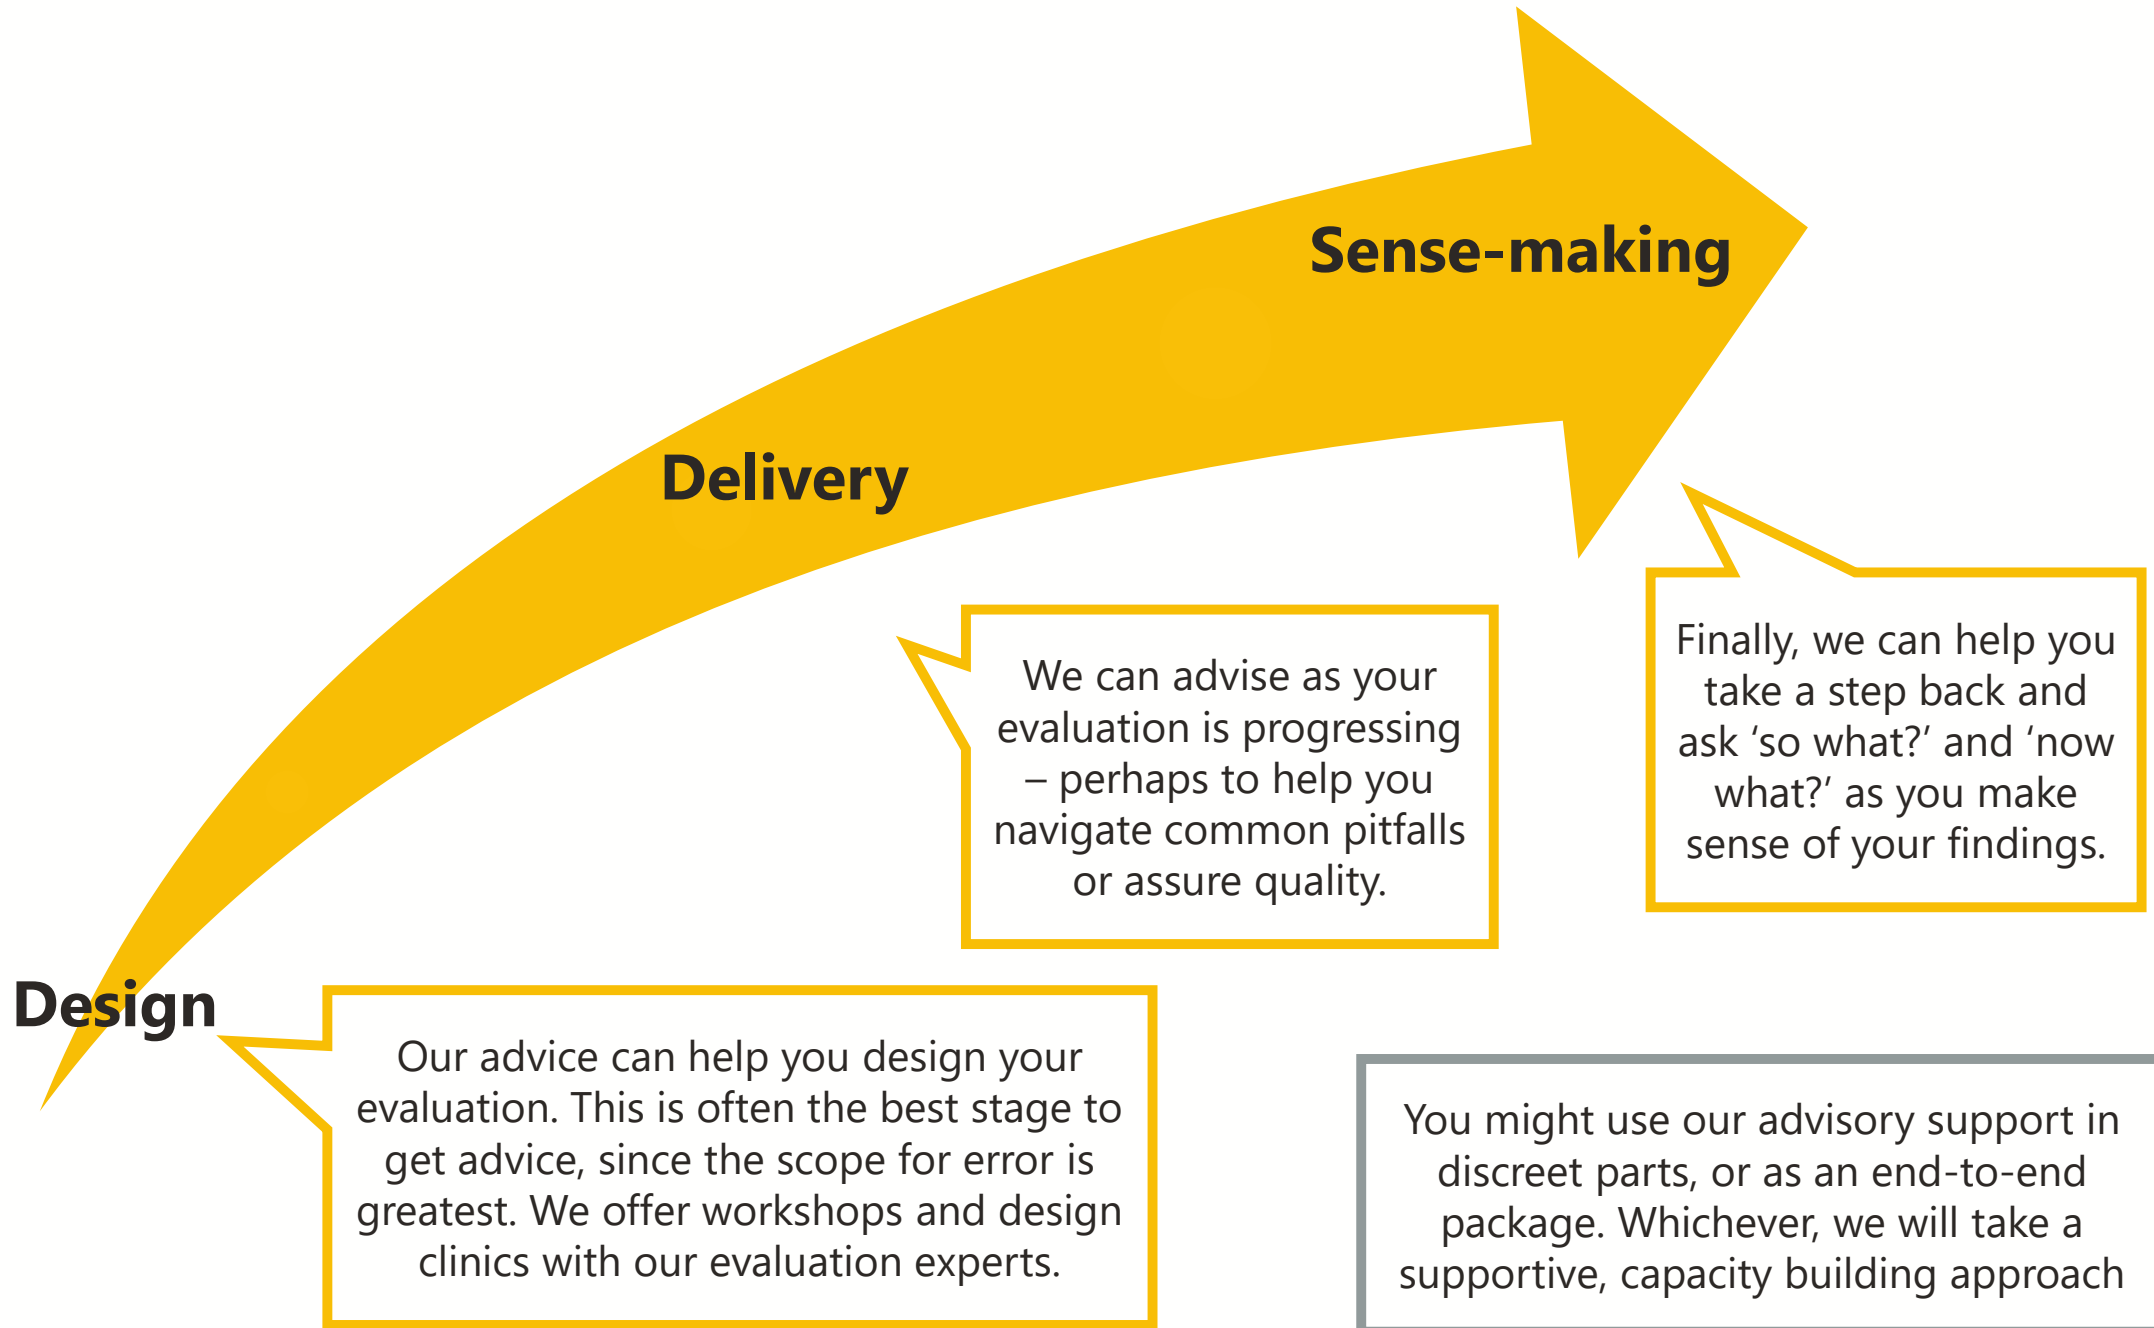 Sense-making
Delivery
Design
Our advice can help you design your
evaluation. This is often the best stage to
get advice, since the scope for error is
greatest. We offer workshops and design
clinics with our evaluation experts.
We can advise as your
evaluation is progressing
– perhaps to help you
navigate common pitfalls
or assure quality.
Finally, we can help you
take a step back and
ask ‘so what?’ and ‘now
what?’ as you make
sense of your findings.
You might use our advisory support in
discreet parts, or as an end-to-end
package. Whichever, we will take a
supportive, capacity building approach